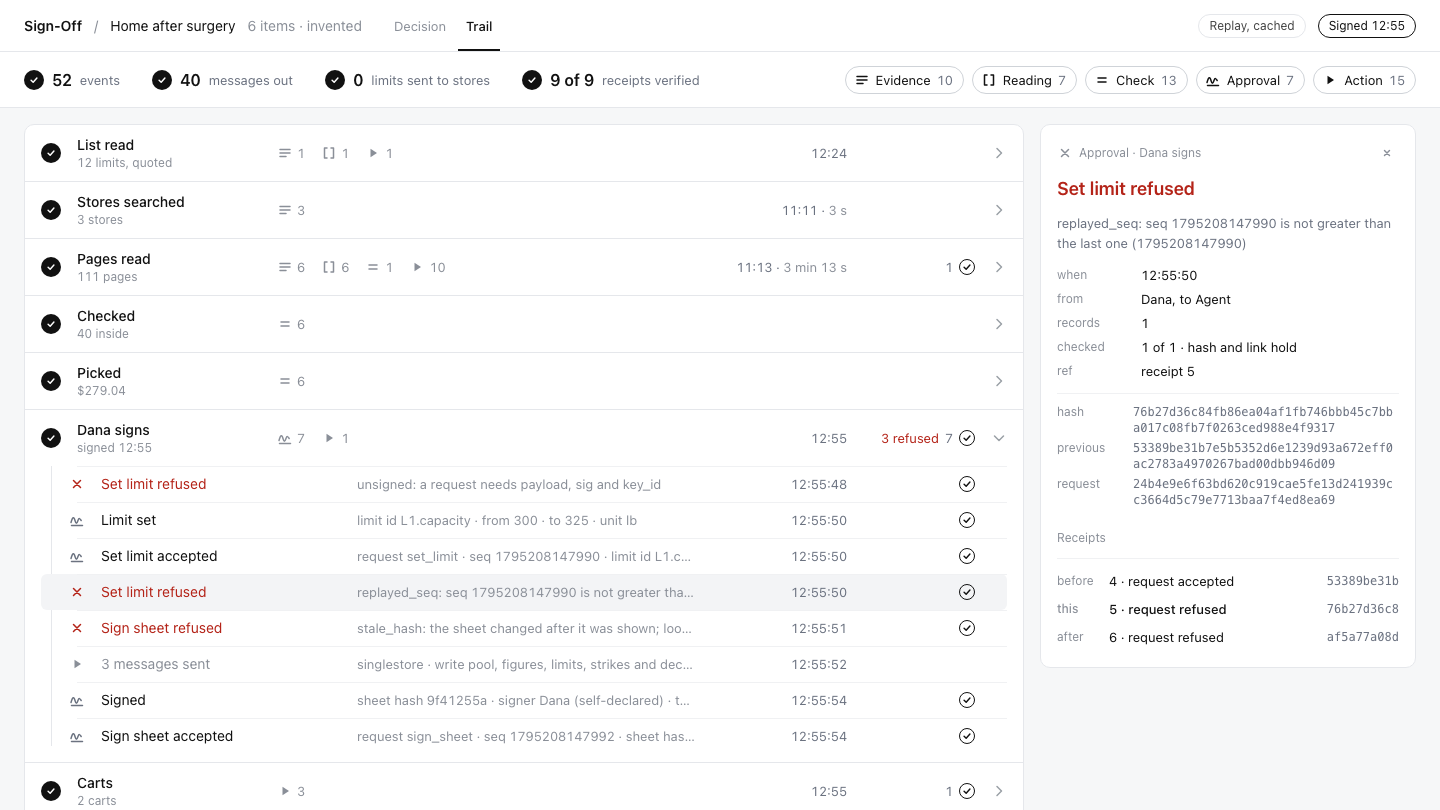 Sign-Off / Home after surgery 6 items · invented Decision Trail Replay, cached Signed 12:55
52 events 40 messages out 0 limits sent to stores 9 of 9 receipts verified Evidence 10 Reading 7 Check 13 Approval 7 Action 15
List read
12 limits, quoted
1 1 1 12:24
Stores searched
3 stores
3 11:11 · 3 s
Pages read
111 pages
6 6 1 10 11:13 · 3 min 13 s 1
Checked
40 inside
6
Picked
$279.04
6
Dana signs
signed 12:55
7 1 12:55 3 refused 7
Set limit refused unsigned: a request needs payload, sig and key_id 12:55:48
Limit set limit id L1.capacity · from 300 · to 325 · unit lb 12:55:50
Set limit accepted request set_limit · seq 1795208147990 · limit id L1.c… 12:55:50
Set limit refused replayed_seq: seq 1795208147990 is not greater tha… 12:55:50
Sign sheet refused stale_hash: the sheet changed after it was shown; loo… 12:55:51
3 messages sent singlestore · write pool, figures, limits, strikes and dec… 12:55:52
Signed sheet hash 9f41255a · signer Dana (self-declared) · t… 12:55:54
Sign sheet accepted request sign_sheet · seq 1795208147992 · sheet has… 12:55:54
Carts
2 carts
3 12:55 1
Approval · Dana signs
Set limit refused
replayed_seq: seq 1795208147990 is not greater than
the last one (1795208147990)
when 12:55:50
from Dana, to Agent
records 1
checked 1 of 1 · hash and link hold
ref receipt 5
hash 76b27d36c84fb86ea04af1fb746bbb45c7bb
a017c08fb7f0263ced988e4f9317
previous 53389be31b7e5b5352d6e1239d93a672eff0
ac2783a4970267bad00dbb946d09
request 24b4e9e6f63bd620c919cae5fe13d241939c
c3664d5c79e7713baa7f4ed8ea69
Receipts
before 4 · request accepted 53389be31b
this 5 · request refused 76b27d36c8
after 6 · request refused af5a77a08d